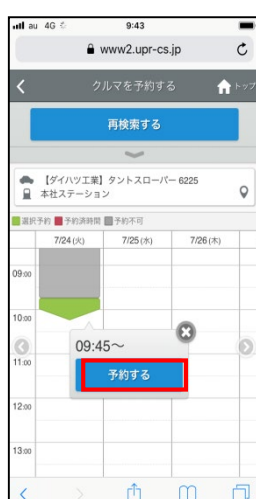 au 4G 9:43
www2.upr-cs.jp
クルマを予約する トップ
再検索する
【ダイハツ工業】タントスローパー 6225
本社ステーション
選択予約 予約済時間 予約不可
7/24(火) 7/25(水) 7/26(木)
09:00
10:00
09:45～
11:00
予約する
12:00
13:00